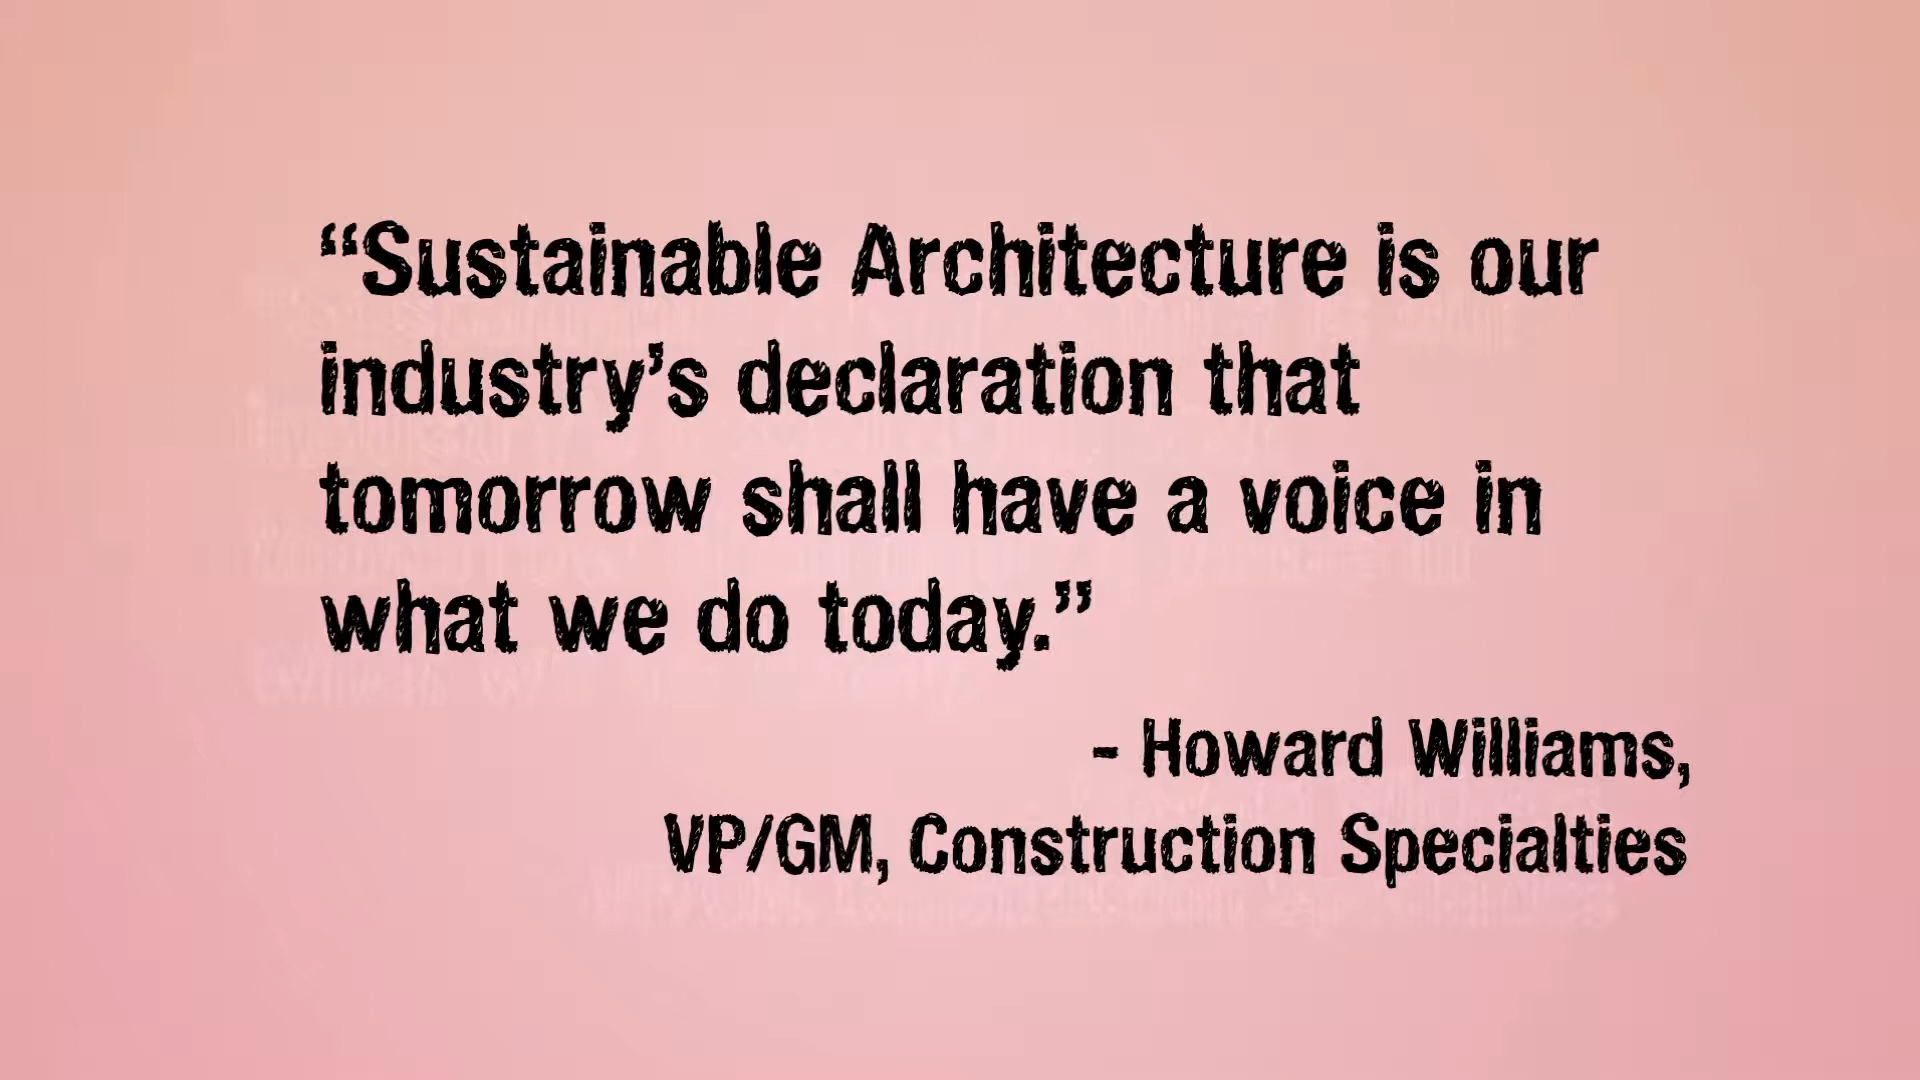 “Sustainable Architecture is our
industry’s declaration that
tomorrow shall have a voice in
what we do today.”
- Howard Williams,
VP/GM, Construction Specialties